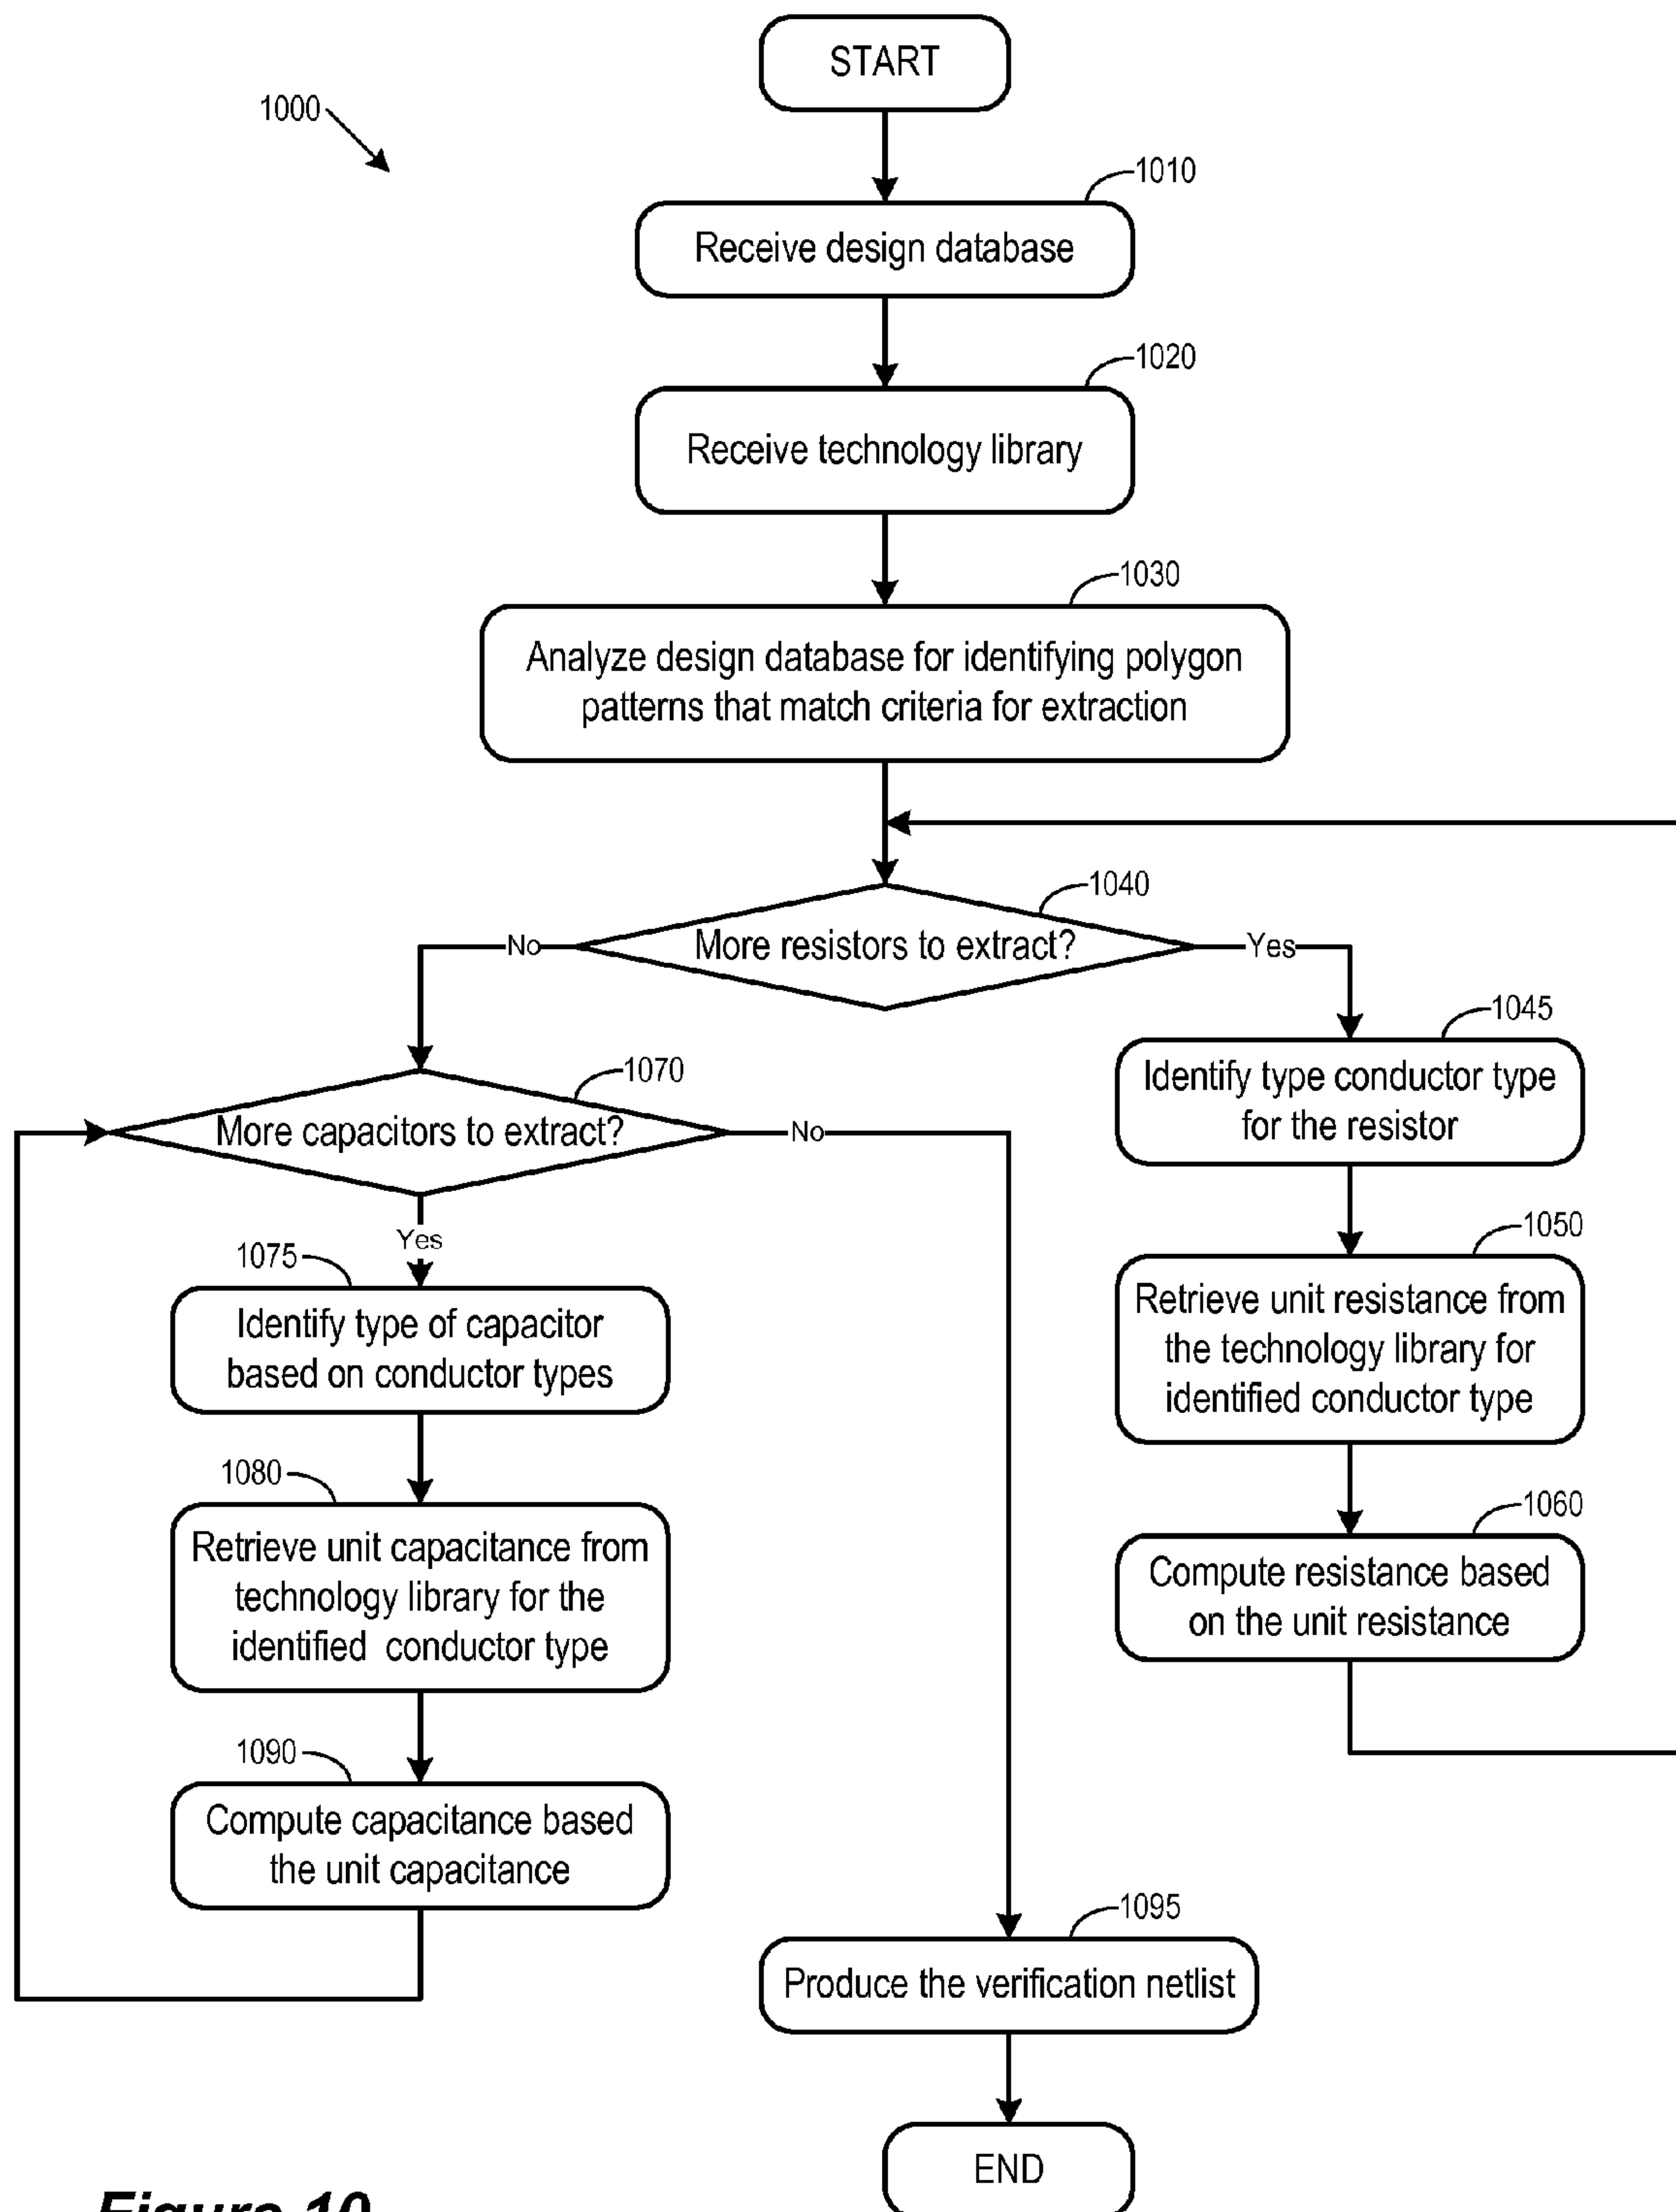 START
1000
1010
Receive design database
1020
Receive technology library
1030
Analyze design database for identifying polygon
patterns that match criteria for extraction
1040
More resistors to extract?
No
Yes
1045
Identify type conductor type
for the resistor
1050
Retrieve unit resistance from
the technology library for
identified conductor type
1060
Compute resistance based
on the unit resistance
1070
More capacitors to extract?
No
Yes
1075
Identify type of capacitor
based on conductor types
1080
Retrieve unit capacitance from
technology library for the
identified conductor type
1090
Compute capacitance based
the unit capacitance
1095
Produce the verification netlist
END
Figure 10